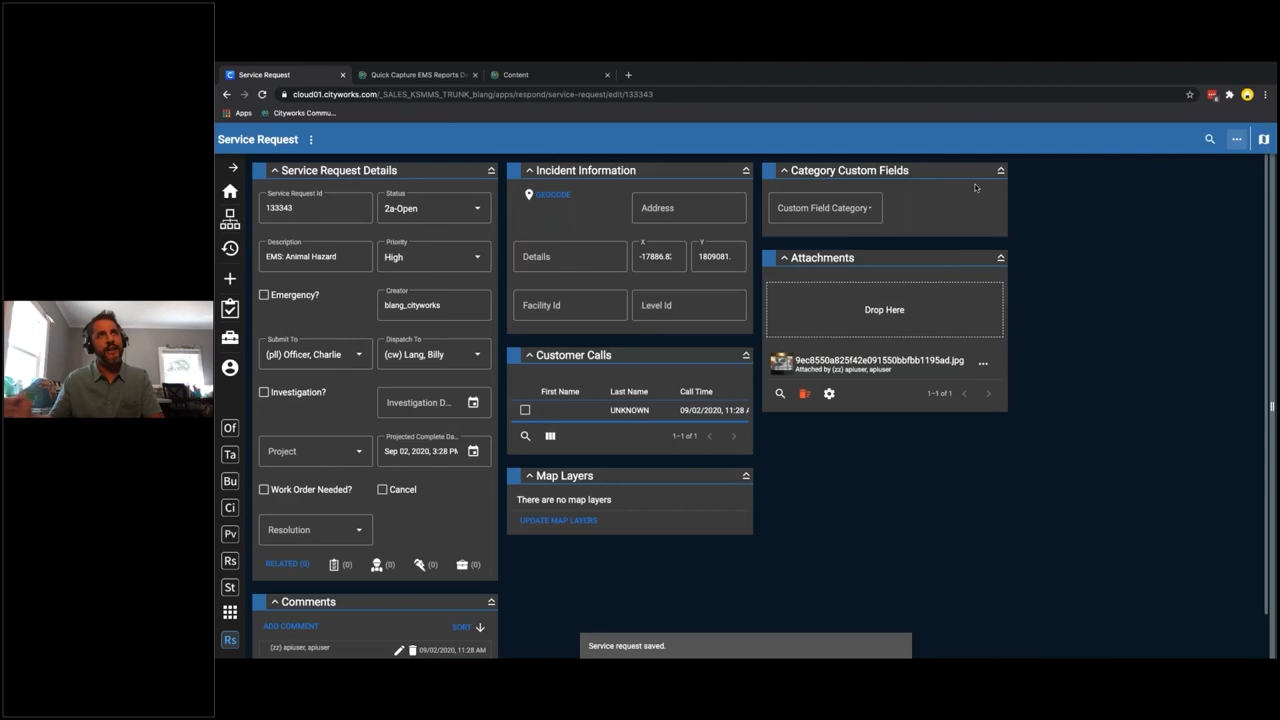 Service Request
Quick Capture EMS Reports De
Content
cloud01.cityworks.com/_SALES_KSMMS_TRUNK_blang/apps/respond/service-request/edit/133343
Apps
Cityworks Commu...
Service Request
Service Request Details
Service Request Id
133343
Status
2a-Open
Description
EMS: Animal Hazard
Priority
High
Emergency?
Creator
blang_cityworks
Submit To
(pll) Officer, Charlie
Dispatch To
(cw) Lang, Billy
Investigation?
Investigation D...
Project
Projected Complete Da...
Sep 02, 2020, 3:28 PM
Work Order Needed?
Cancel
Resolution
RELATED (0)
(0)
(0)
(0)
(0)
Comments
ADD COMMENT
SORT
(zz) apiuser, apiuser
09/02/2020, 11:28 AM
Incident Information
GEOCODE
Address
Details
X
-17886.8
Y
1809081.
Facility Id
Level Id
Customer Calls
First Name
Last Name
Call Time
UNKNOWN
09/02/2020, 11:28
1-1 of 1
Map Layers
There are no map layers
UPDATE MAP LAYERS
Category Custom Fields
Custom Field Category
Attachments
Drop Here
9ec8550a825f42e091550bbfbb1195ad.jpg
Attached by (zz) apiuser, apiuser
1-1 of 1
Of
Ta
Bu
Ci
Pv
Rs
St
Rs
Service request saved.